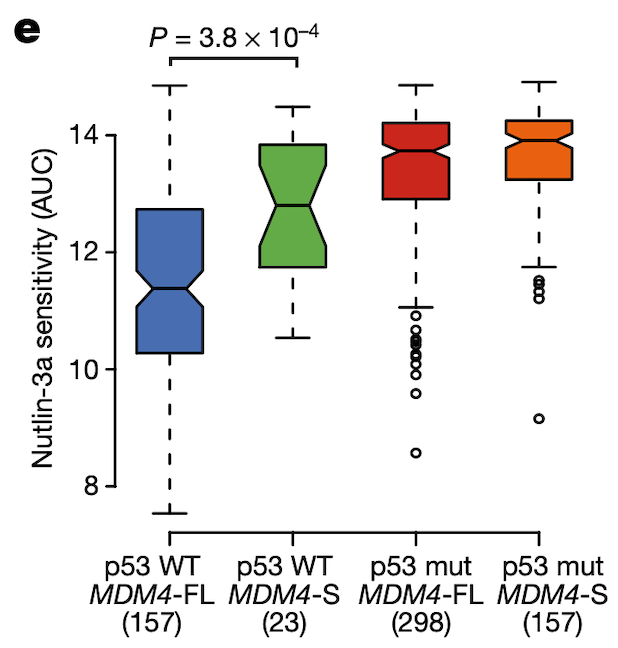 e
P = 3.8 × 10⁻⁴
Nutlin-3a sensitivity (AUC)
14
12
10
8
p53 WT
MDM4-FL
(157)
p53 WT
MDM4-S
(23)
p53 mut
MDM4-FL
(298)
p53 mut
MDM4-S
(157)